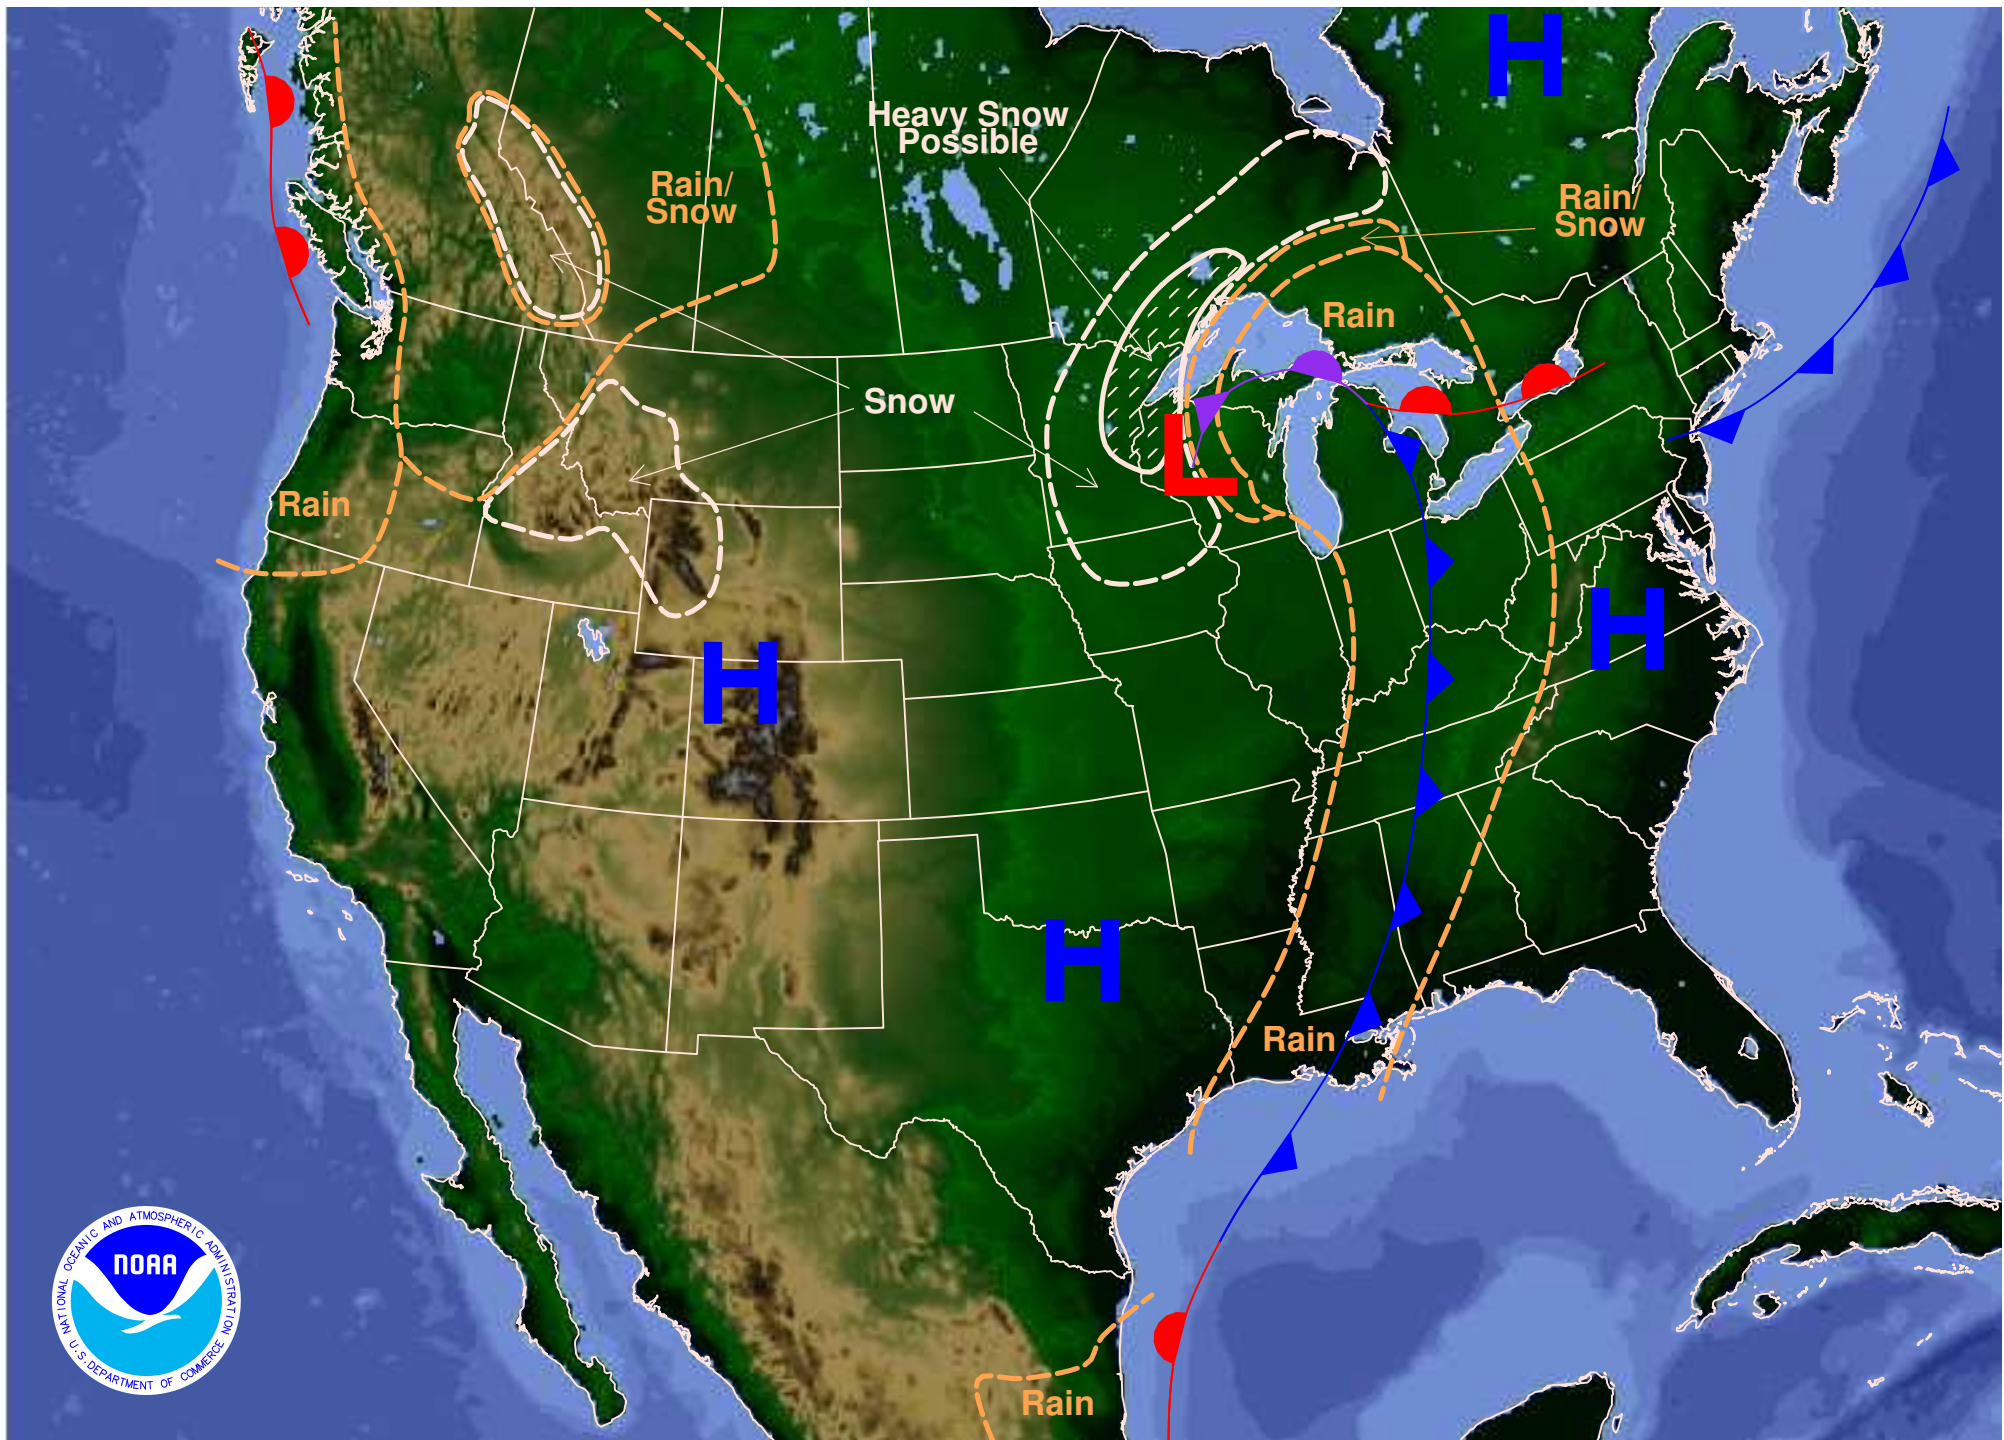 H
Heavy Snow
Possible
Rain/
Snow
Rain/
Snow
Rain
Snow
L
Rain
H
H
H
Rain
Rain
NOAA
NATIONAL OCEANIC AND ATMOSPHERIC ADMINISTRATION
U.S. DEPARTMENT OF COMMERCE